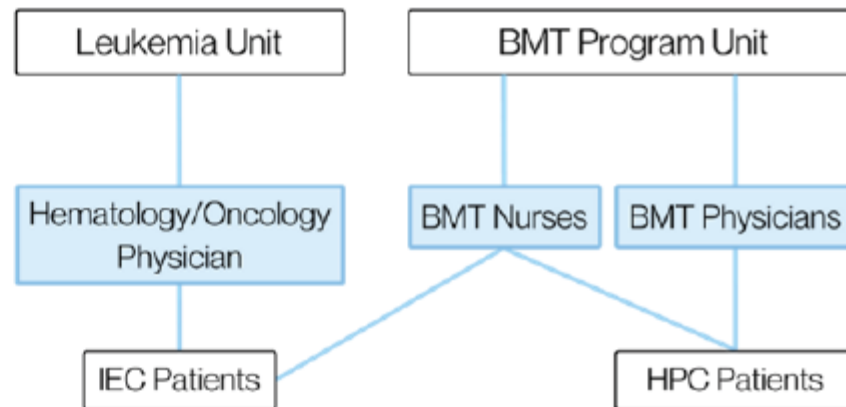 Leukemia Unit
BMT Program Unit
Hematology/Oncology
Physician
BMT Nurses
BMT Physicians
IEC Patients
HPC Patients